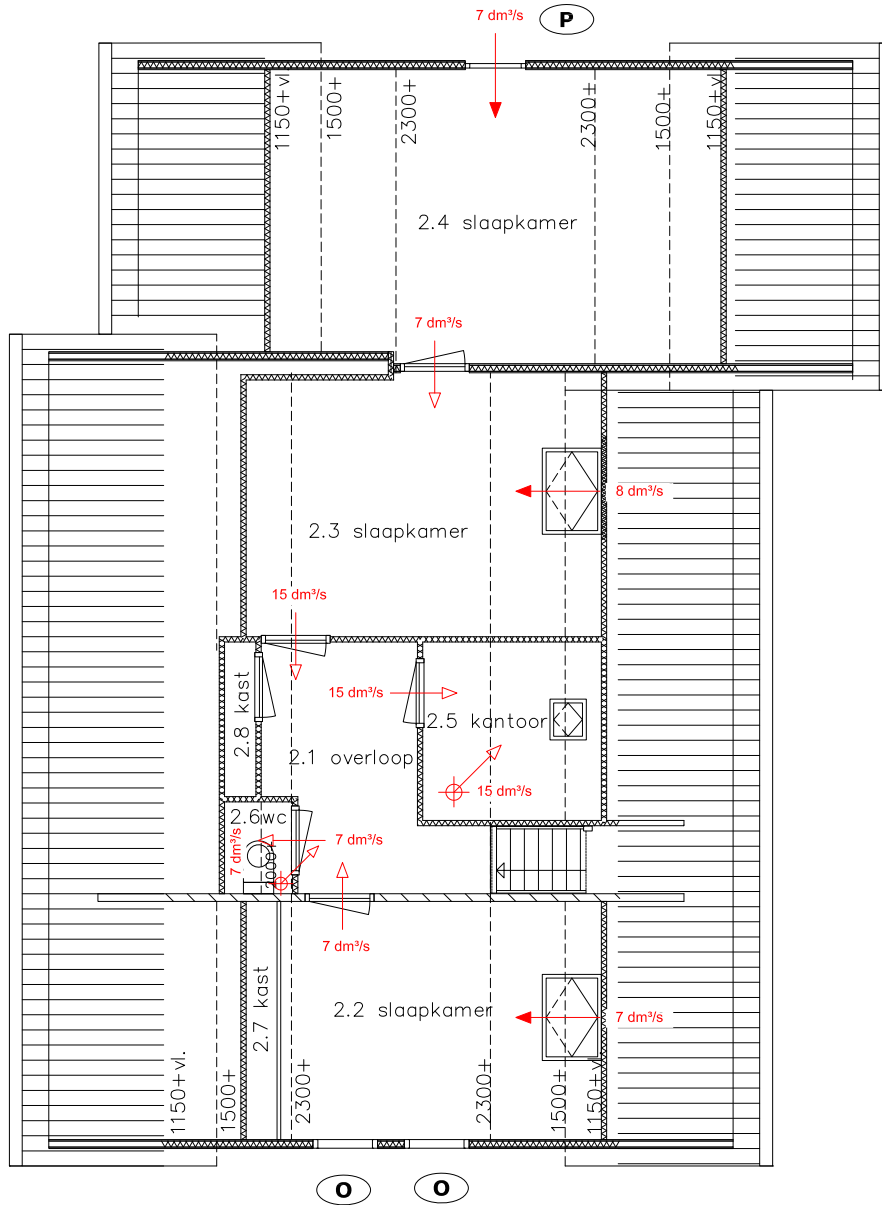 7 dm³/s
P
1150+vl.
1500+
2300+
2300+
1500+
1150+vl.
2.4 slaapkamer
7 dm³/s
8 dm³/s
2.3 slaapkamer
15 dm³/s
2.8 kast
15 dm³/s
2.5 kantoor
2.1 overloop
15 dm³/s
2.6wc
7 dm³/s
7 dm³/s
2000+
7 dm³/s
2.7 kast
2.2 slaapkamer
7 dm³/s
1150+vl.
1500+
2300+
2300+
1500+
1150+vl.
O
O